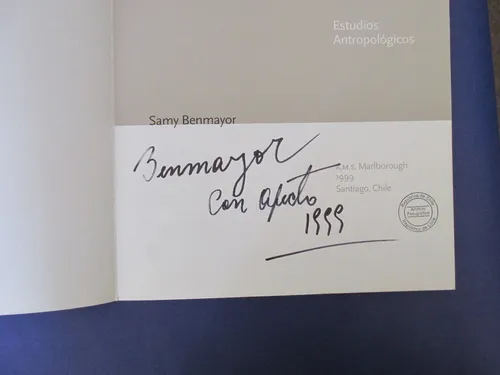 Estudios
Antropológicos
Samy Benmayor
Benmayor
Con afecto
1999
A.M.S. Marlborough
1999
Santiago, Chile